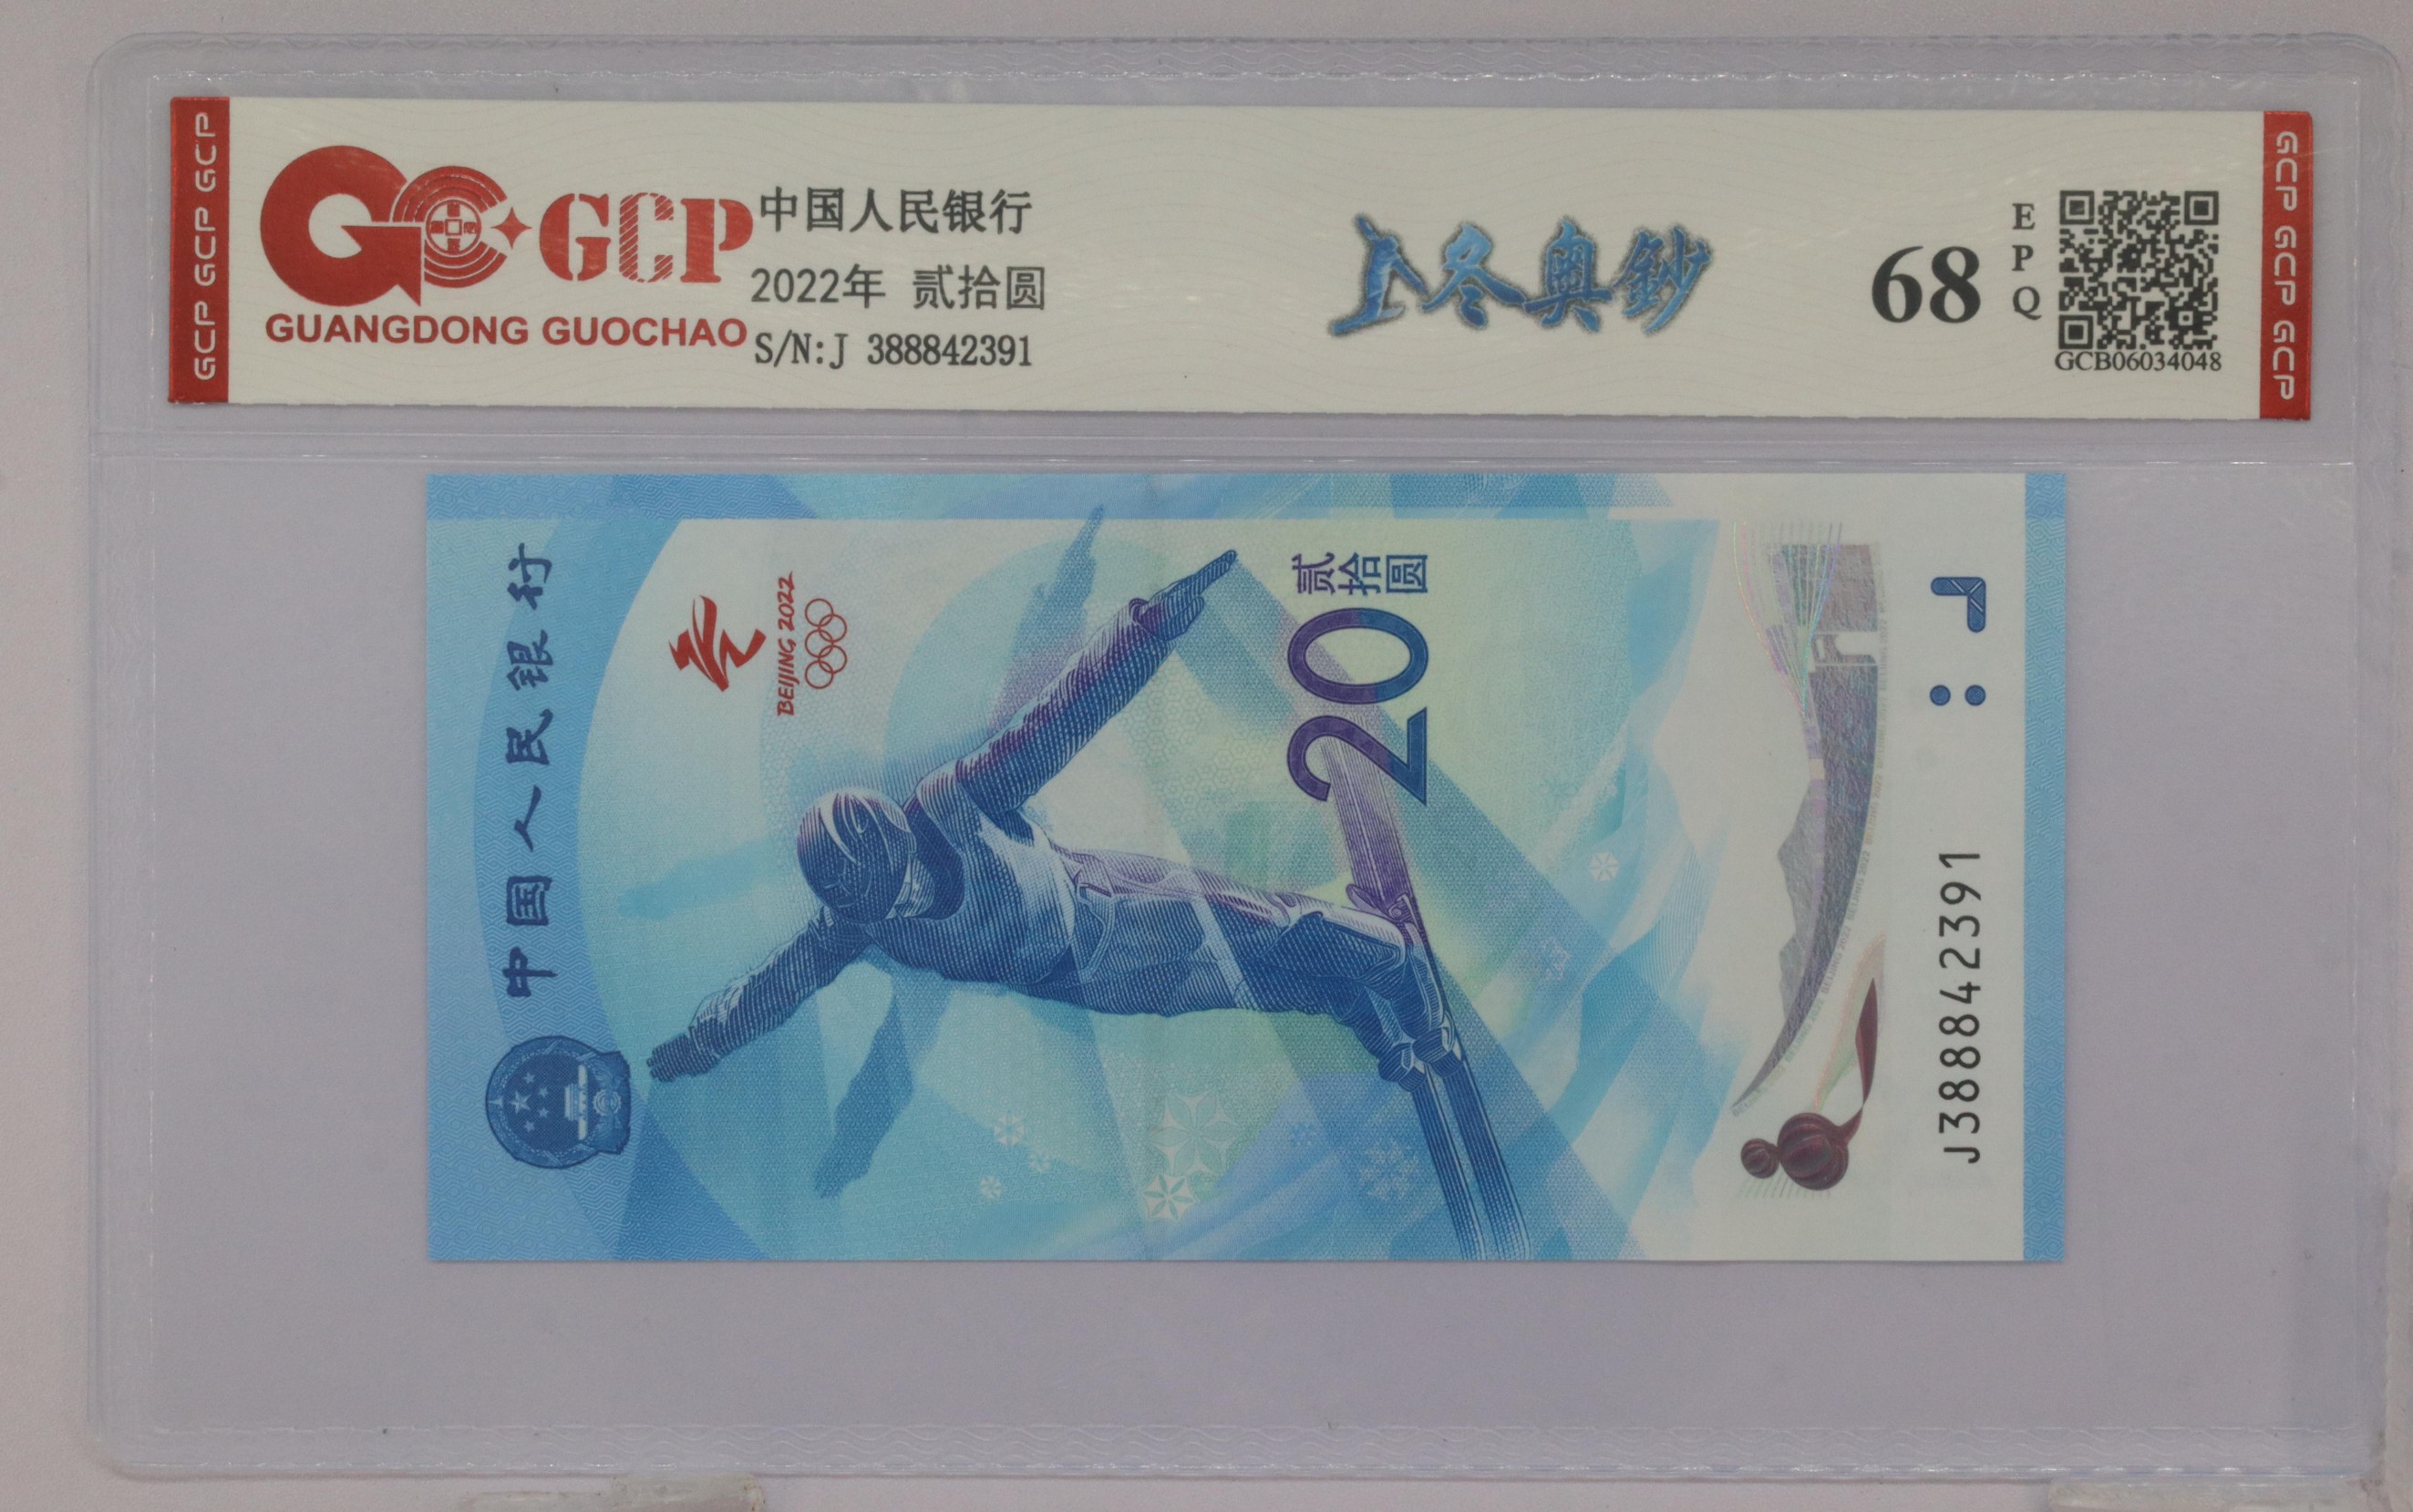 GCP GCP GCP
GCP
GUANGDONG GUOCHAO
中国人民银行
2022年 贰拾圆
S/N:J 388842391
冬奥鈔
68
EPQ
GCB06034048
GCP GCP GCP
中国人民银行
BEIJING 2022
贰拾圆
20
J388842391